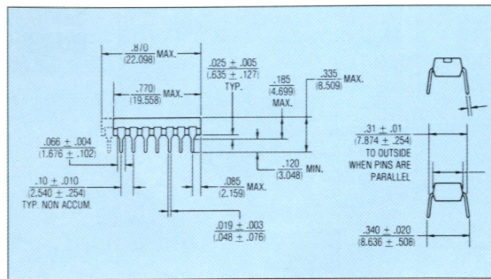 .870
(22.098) MAX.
.770)
(19.558) MAX.
.025 ± .005
(.635 ± .127)
TYP.
.185
(4.699)
MAX.
.335
(8.509) MAX.
.066 ± .004
(1.676 ± .102)
.10 ± .010
(2.540 ± .254)
TYP. NON ACCUM.
.085
(2.159) MAX.
.120
(3.048) MIN.
.019 ± .003
(.048 ± .076)
.31 ± .01
(7.874 ± .254)
TO OUTSIDE
WHEN PINS ARE
PARALLEL
.340 ± .020
(8.636 ± .508)